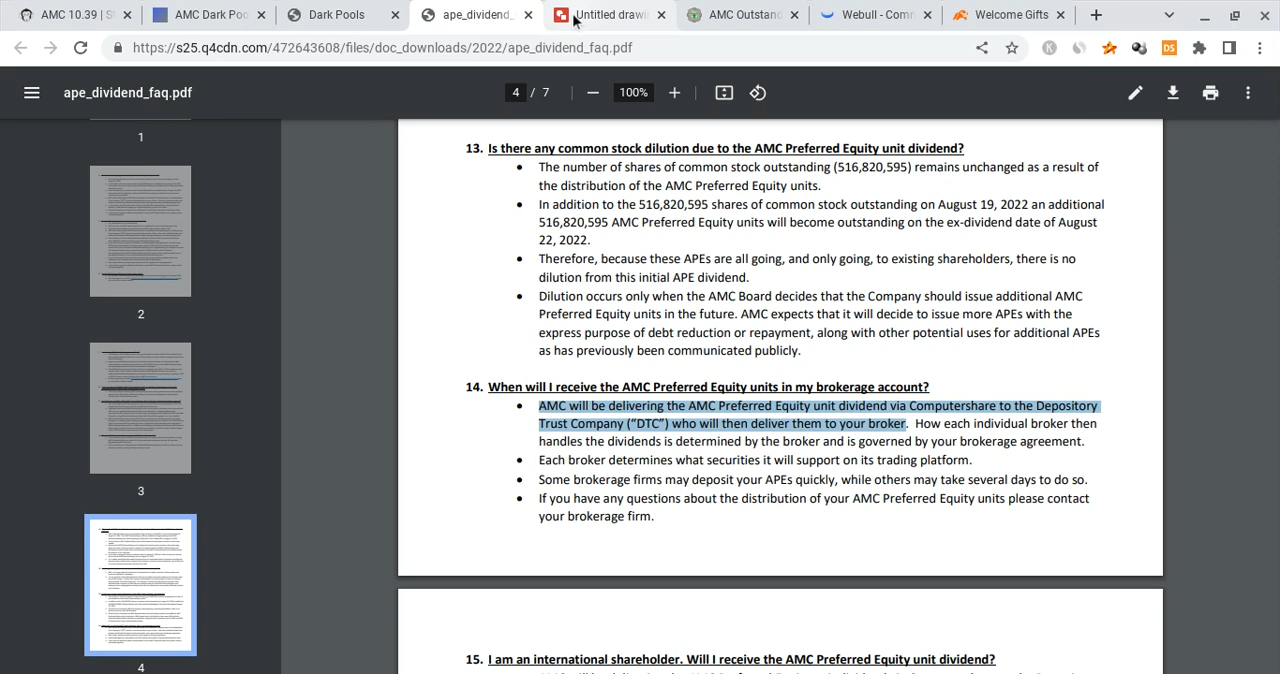 AMC 10.39 | S
AMC Dark Poo
Dark Pools
ape_dividend_
Untitled drawi
AMC Outstand
Webull - Comm
Welcome Gifts
https://s25.q4cdn.com/472643608/files/doc_downloads/2022/ape_dividend_faq.pdf
K
DS
ape_dividend_faq.pdf
4 / 7
100%
1
2
3
4
13. Is there any common stock dilution due to the AMC Preferred Equity unit dividend?
• The number of shares of common stock outstanding (516,820,595) remains unchanged as a result of
the distribution of the AMC Preferred Equity units.
• In addition to the 516,820,595 shares of common stock outstanding on August 19, 2022 an additional
516,820,595 AMC Preferred Equity units will become outstanding on the ex-dividend date of August
22, 2022.
• Therefore, because these APEs are all going, and only going, to existing shareholders, there is no
dilution from this initial APE dividend.
• Dilution occurs only when the AMC Board decides that the Company should issue additional AMC
Preferred Equity units in the future. AMC expects that it will decide to issue more APEs with the
express purpose of debt reduction or repayment, along with other potential uses for additional APEs
as has previously been communicated publicly.
14. When will I receive the AMC Preferred Equity units in my brokerage account?
• AMC will be delivering the AMC Preferred Equity unit dividend via Computershare to the Depository
Trust Company (“DTC”) who will then deliver them to your broker. How each individual broker then
handles the dividends is determined by the broker and is governed by your brokerage agreement.
• Each broker determines what securities it will support on its trading platform.
• Some brokerage firms may deposit your APEs quickly, while others may take several days to do so.
• If you have any questions about the distribution of your AMC Preferred Equity units please contact
your brokerage firm.
15. I am an international shareholder. Will I receive the AMC Preferred Equity unit dividend?